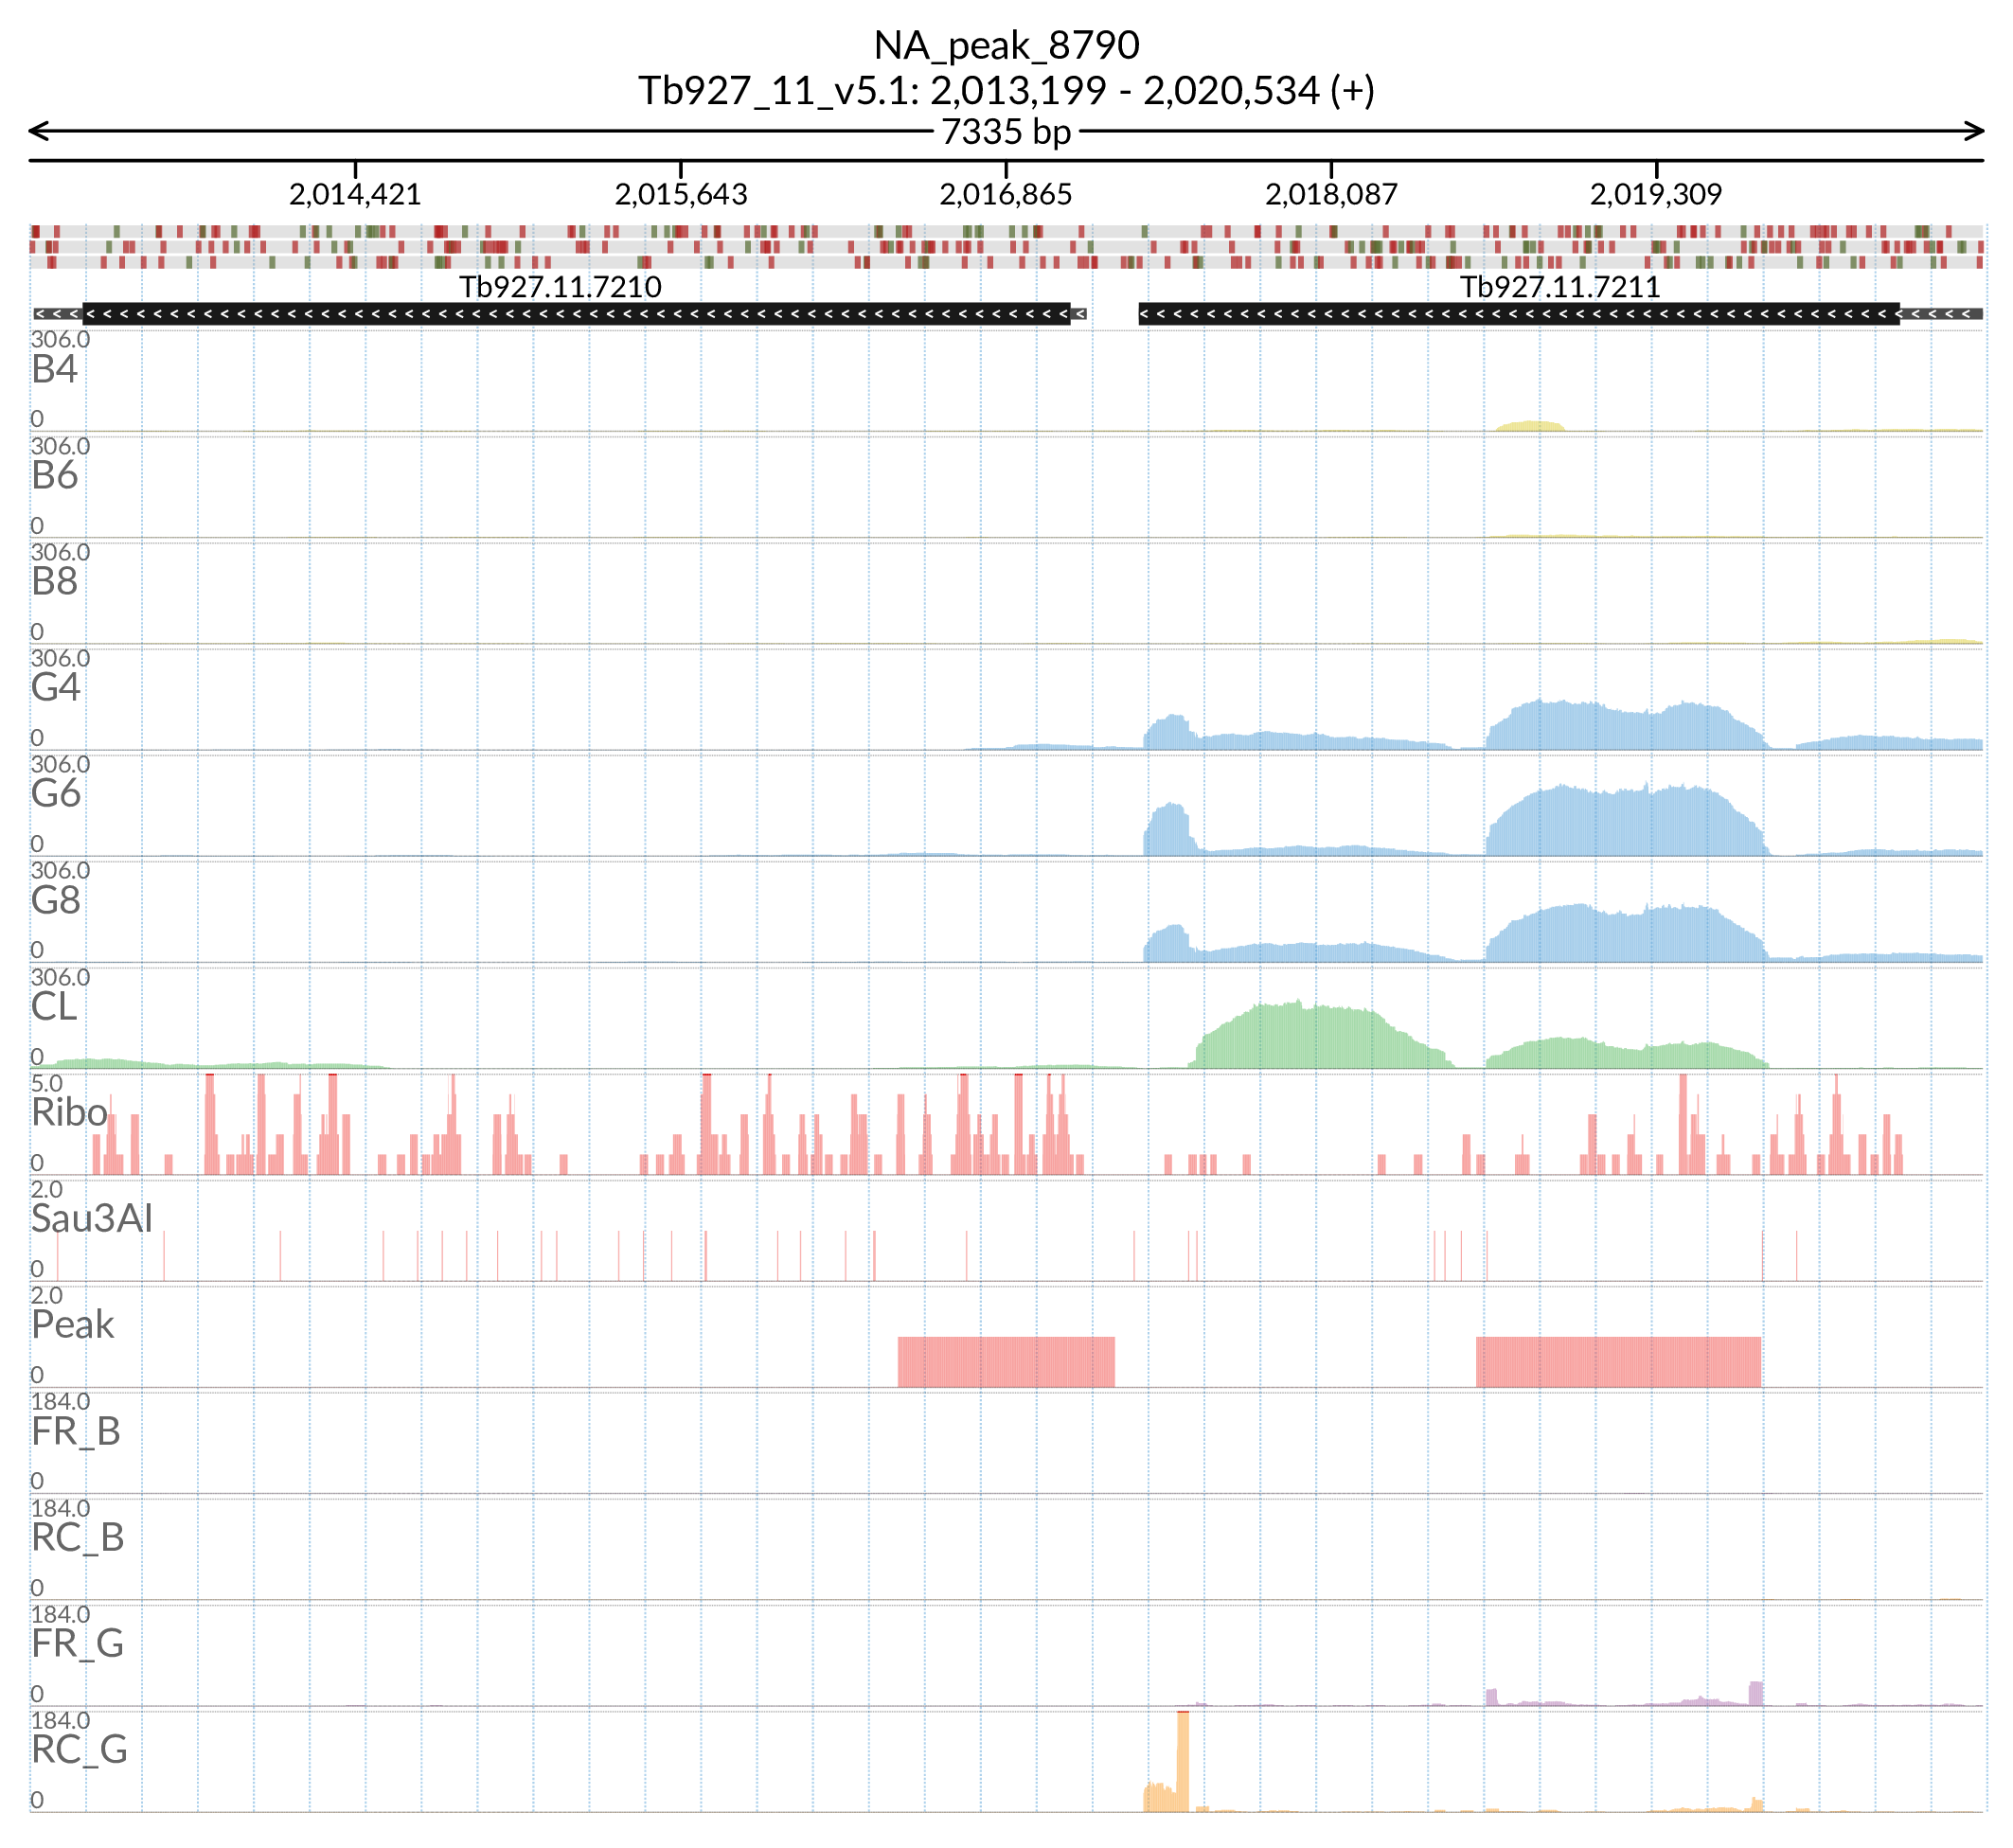 NA_peak_8790
Tb927_11_v5.1: 2,013,199 - 2,020,534 (+)
7335 bp
2,014,421 2,015,643 2,016,865 2,018,087 2,019,309
Tb927.11.7210 Tb927.11.7211
306.0
B4
0
306.0
B6
0
306.0
B8
0
306.0
G4
0
306.0
G6
0
306.0
G8
0
306.0
CL
0
5.0
Ribo
0
2.0
Sau3AI
0
2.0
Peak
0
184.0
FR_B
0
184.0
RC_B
0
184.0
FR_G
0
184.0
RC_G
0